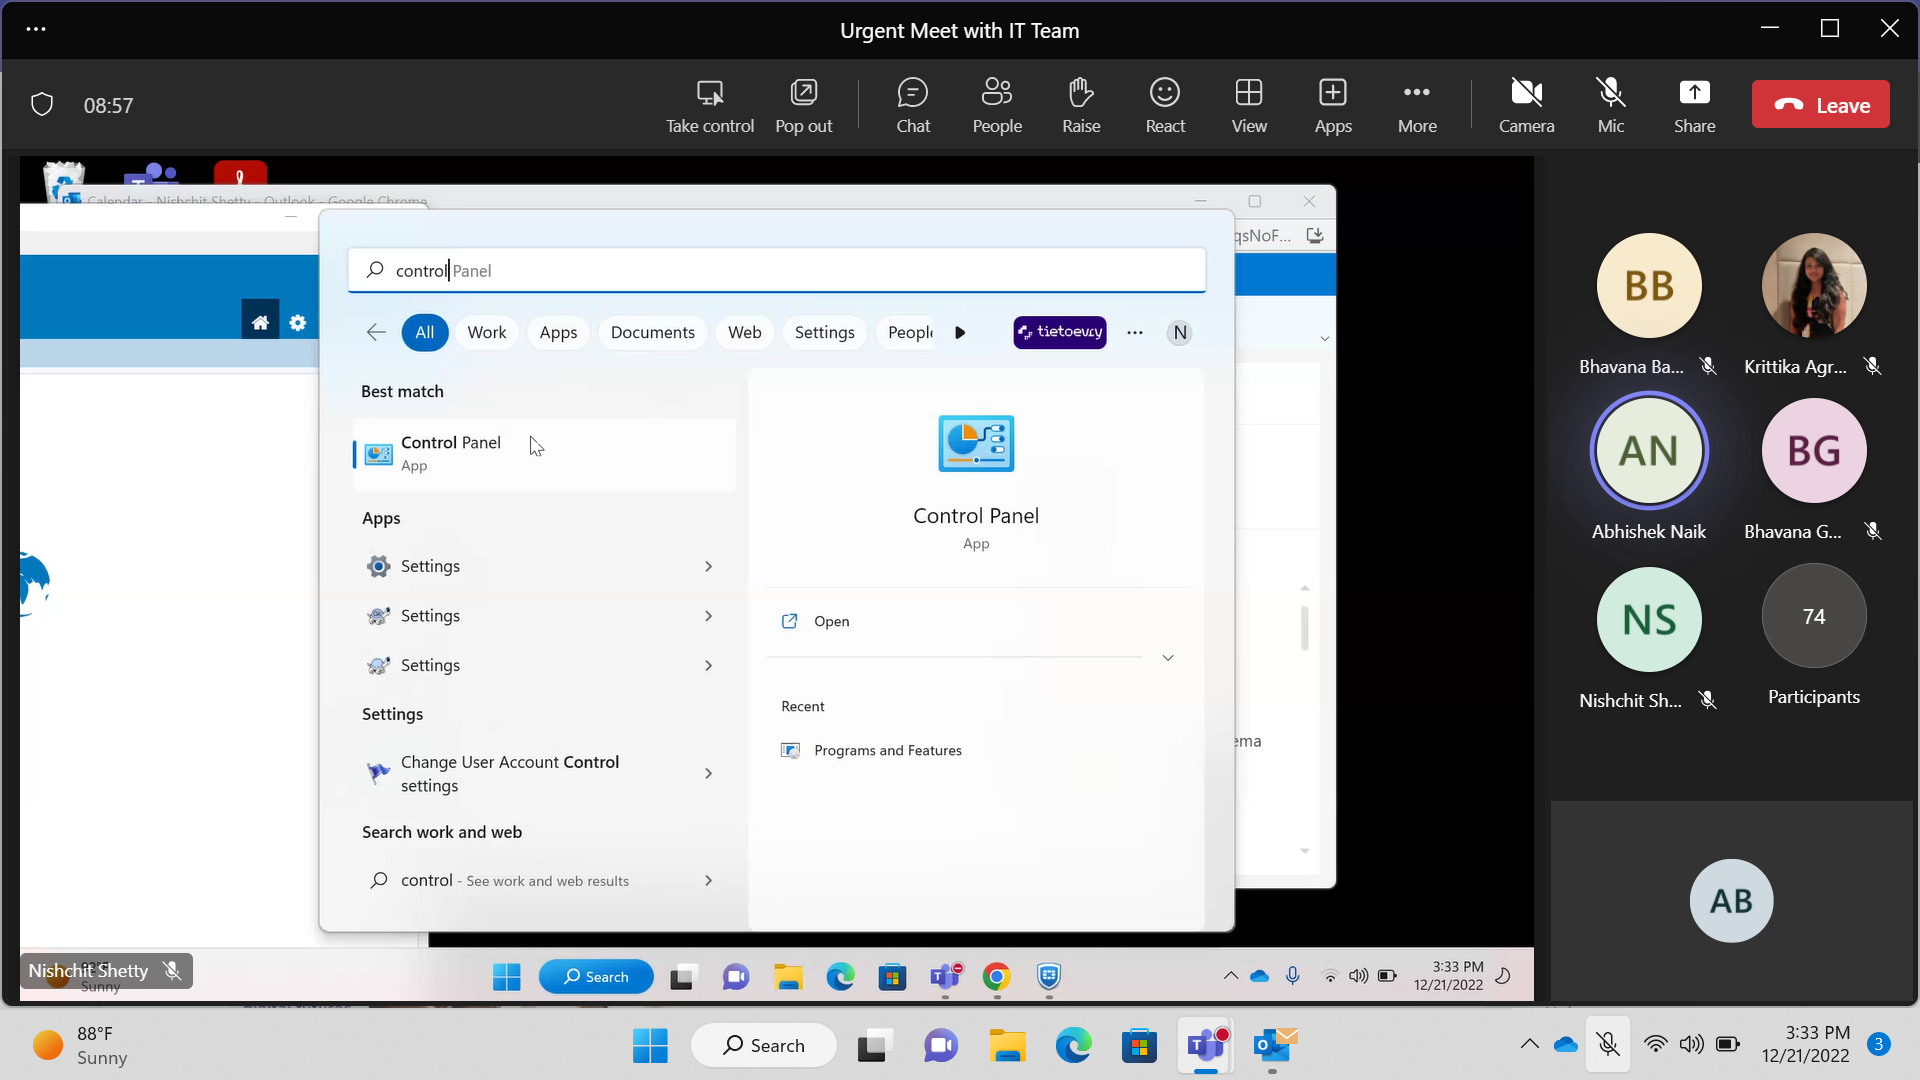 Urgent Meet with IT Team
08:57
Take control
Pop out
Chat
People
Raise
React
View
Apps
More
Camera
Mic
Share
Leave
Calendar - Nishchit Shetty - Outlook - Google Chrome
qsNoF...
control Panel
All
Work
Apps
Documents
Web
Settings
People
tietoevry
N
Best match
Control Panel
App
Apps
Settings
Settings
Settings
Settings
Change User Account Control
settings
Search work and web
control - See work and web results
Control Panel
App
Open
Recent
Programs and Features
ema
BB
Bhavana Ba...
Krittika Agr...
AN
Abhishek Naik
BG
Bhavana G...
NS
Nishchit Sh...
74
Participants
AB
Nishchit Shetty
Sunny
Search
3:33 PM
12/21/2022
88°F
Sunny
Search
3:33 PM
12/21/2022
3